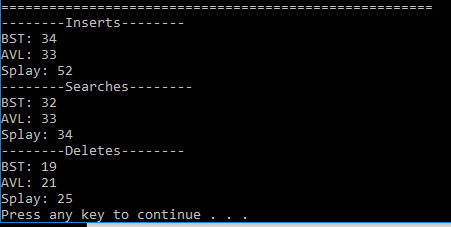 ======================================================
--------Inserts--------
BST: 34
AVL: 33
Splay: 52
--------Searches--------
BST: 32
AVL: 33
Splay: 34
--------Deletes--------
BST: 19
AVL: 21
Splay: 25
Press any key to continue . . .